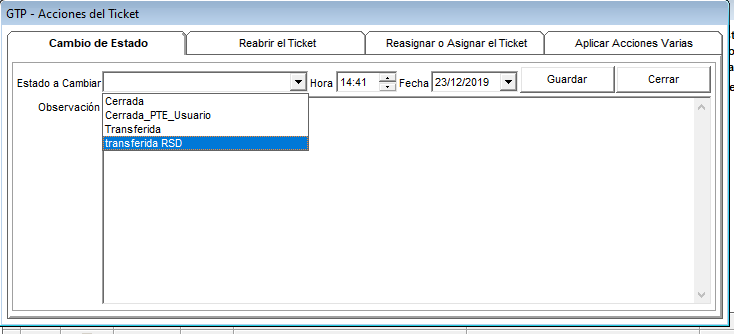 GTP - Acciones del Ticket
Cambio de Estado
Reabrir el Ticket
Reasignar o Asignar el Ticket
Aplicar Acciones Varias
Estado a Cambiar
Hora 14:41
Fecha 23/12/2019
Guardar
Cerrar
Observación
Cerrada
Cerrada_PTE_Usuario
Transferida
transferida RSD